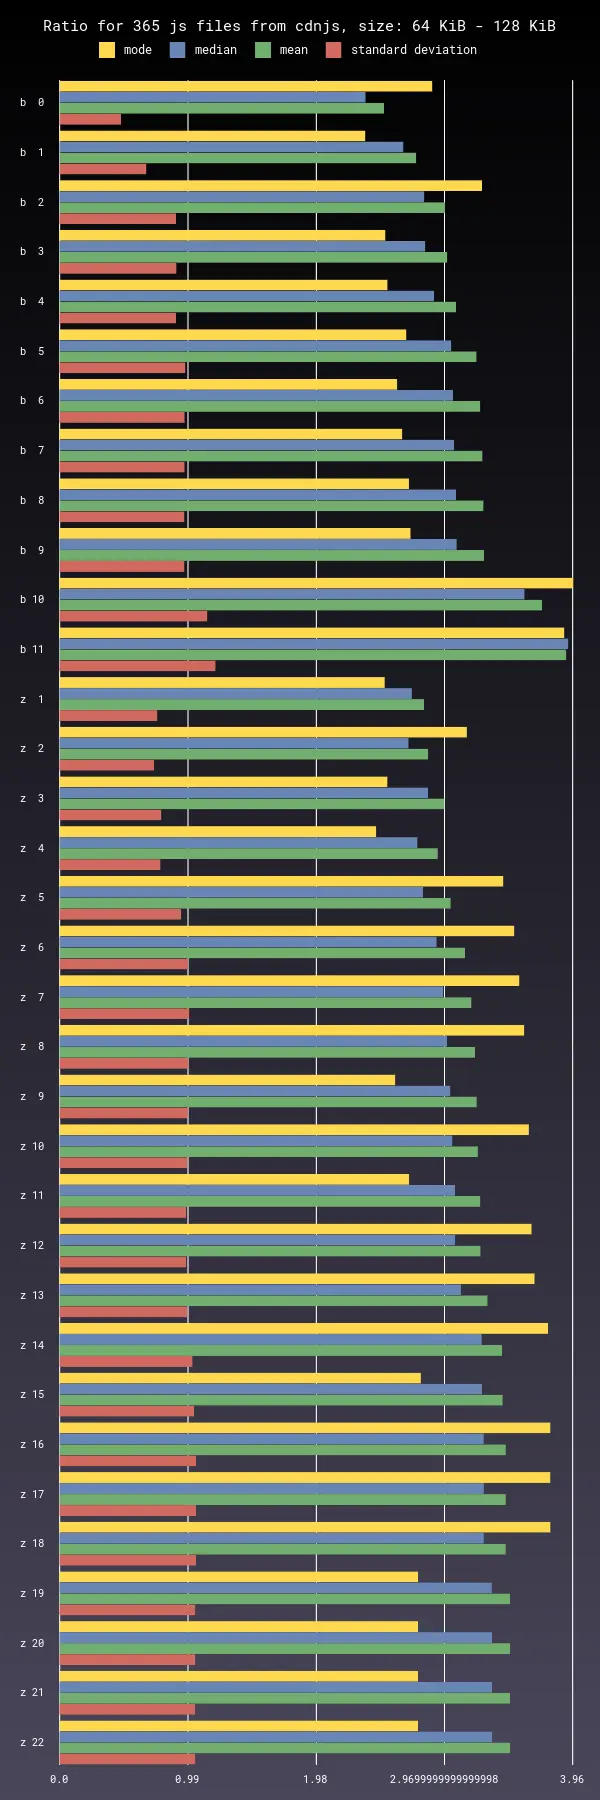 Ratio for 365 js files from cdnjs, size: 64 KiB - 128 KiB
mode median mean standard deviation
b 0
b 1
b 2
b 3
b 4
b 5
b 6
b 7
b 8
b 9
b 10
b 11
z 1
z 2
z 3
z 4
z 5
z 6
z 7
z 8
z 9
z 10
z 11
z 12
z 13
z 14
z 15
z 16
z 17
z 18
z 19
z 20
z 21
z 22
0.0 0.99 1.98 2.9699999999999998 3.96